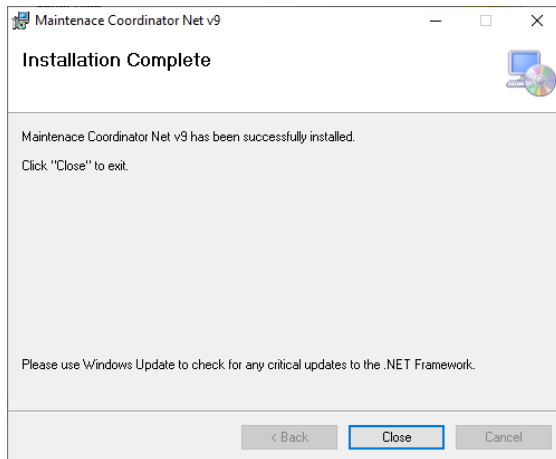 Maintenace Coordinator Net v9
Installation Complete
Maintenace Coordinator Net v9 has been successfully installed.
Click "Close" to exit.
Please use Windows Update to check for any critical updates to the .NET Framework.
< Back
Close
Cancel